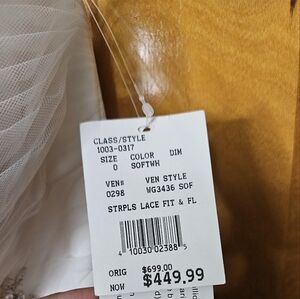 CLASS/STYLE
1003-0317
SIZE COLOR DIM
0 SOFTWH
VEN# VEN STYLE
0298 WG3436 SOF
STRPLS LACE FIT & FL
4 10030 02388 5
ORIG $699.00
NOW $449.99